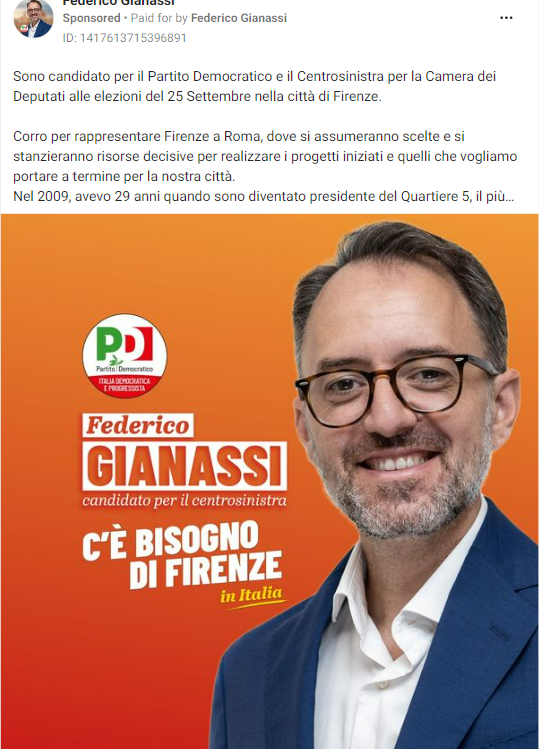 Federico Gianassi
Sponsored • Paid for by Federico Gianassi
ID: 1417613715396891
Sono candidato per il Partito Democratico e il Centrosinistra per la Camera dei
Deputati alle elezioni del 25 Settembre nella città di Firenze.
Corro per rappresentare Firenze a Roma, dove si assumeranno scelte e si
stanzieranno risorse decisive per realizzare i progetti iniziati e quelli che vogliamo
portare a termine per la nostra città.
Nel 2009, avevo 29 anni quando sono diventato presidente del Quartiere 5, il più...
PD
Partito Democratico
ITALIA DEMOCRATICA
E PROGRESSISTA
Federico
GIANASSI
candidato per il centrosinistra
C'È BISOGNO
DI FIRENZE
in Italia